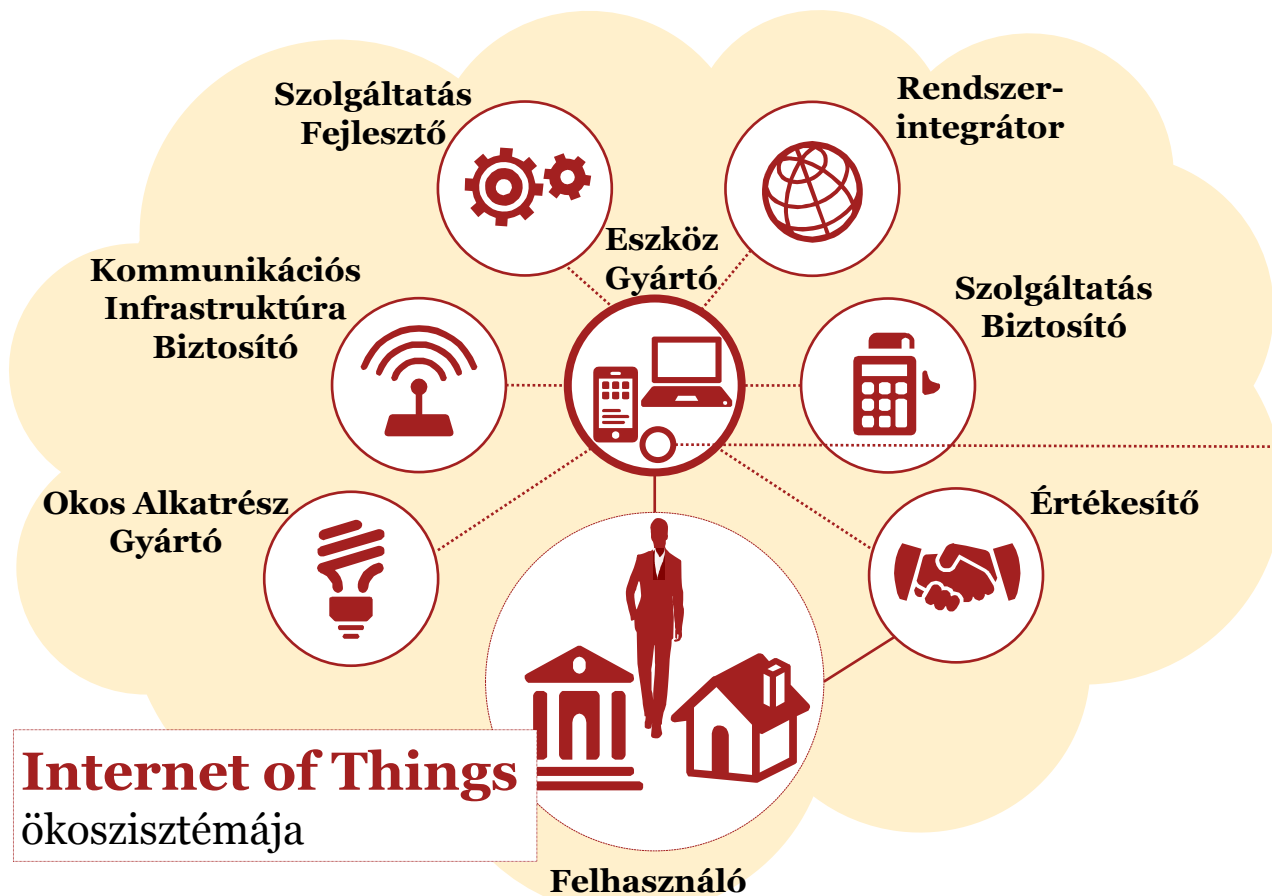 Szolgáltatás
Fejlesztő
Rendszer-
integrátor
Eszköz
Gyártó
Kommunikációs
Infrastruktúra
Biztosító
Szolgáltatás
Biztosító
Okos Alkatrész
Gyártó
Értékesítő
Internet of Things
ökoszisztémája
Felhasználó